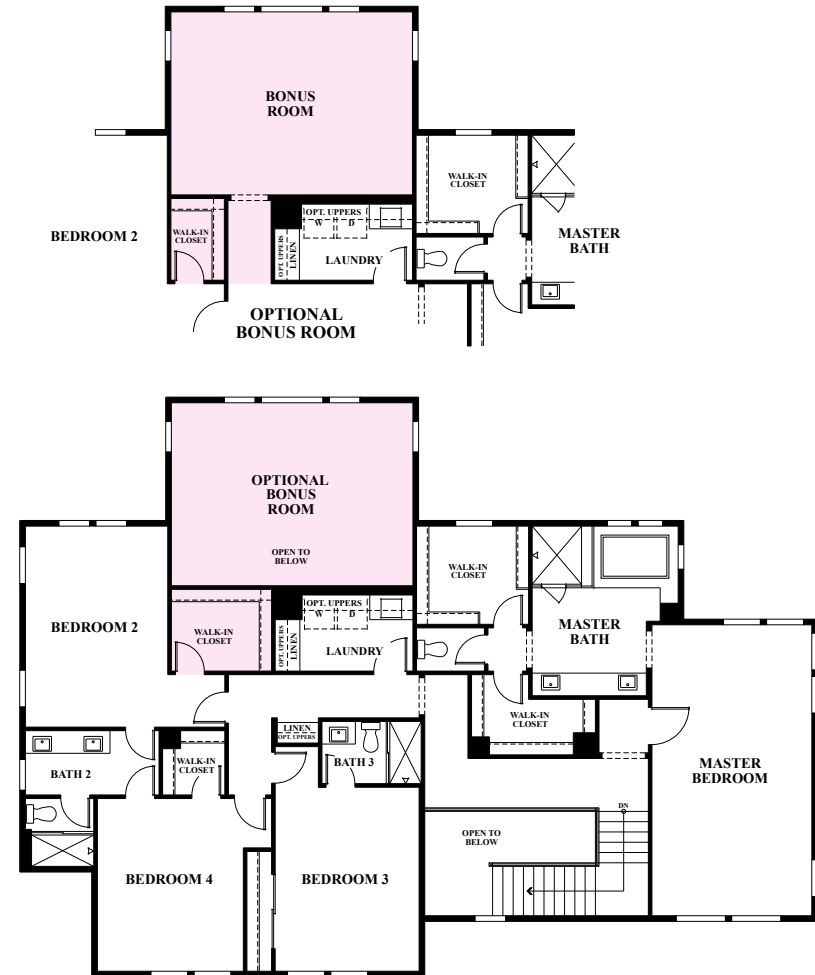 BONUS
ROOM
WALK-IN
CLOSET
BEDROOM 2
WALK-IN
CLOSET
OPT. UPPERS
W D
OPT. UPPERS
LINEN
LAUNDRY
MASTER
BATH
OPTIONAL
BONUS ROOM
OPTIONAL
BONUS
ROOM
OPEN TO
BELOW
WALK-IN
CLOSET
BEDROOM 2
WALK-IN
CLOSET
OPT. UPPERS
W D
OPT. UPPERS
LINEN
LAUNDRY
MASTER
BATH
WALK-IN
CLOSET
LINEN
OPT. UPPERS
BATH 2
WALK-IN
CLOSET
BATH 3
MASTER
BEDROOM
DN
OPEN TO
BELOW
BEDROOM 4
BEDROOM 3